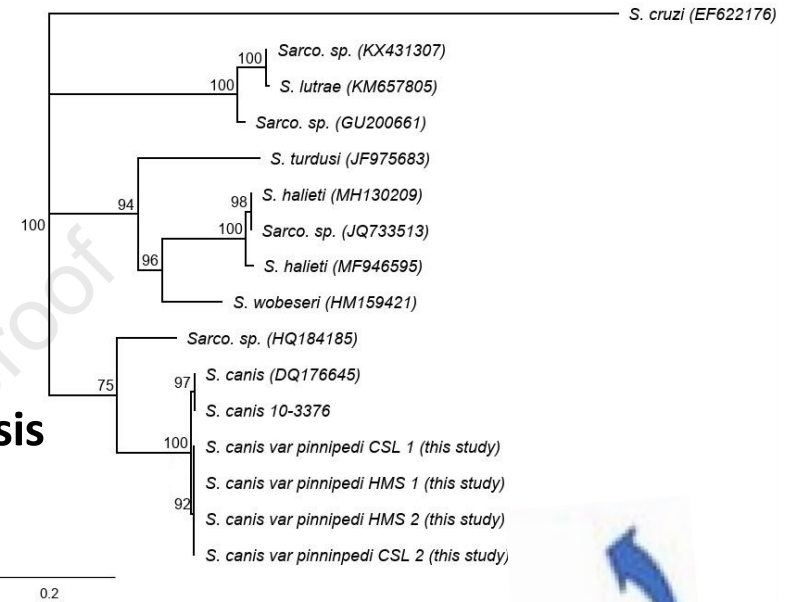 S. cruzi (EF622176)
Sarco. sp. (KX431307)
100
S. lutrae (KM657805)
100
Sarco. sp. (GU200661)
S. turdusi (JF975683)
S. halieti (MH130209)
98
94
Sarco. sp. (JQ733513)
100
100
S. halieti (MF946595)
96
S. wobeseri (HM159421)
Sarco. sp. (HQ184185)
S. canis (DQ176645)
97
75
S. canis 10-3376
S. canis var pinnipedi CSL 1 (this study)
100
S. canis var pinnipedi HMS 1 (this study)
92
S. canis var pinnipedi HMS 2 (this study)
S. canis var pinninpedi CSL 2 (this study)
0.2
roof
sis